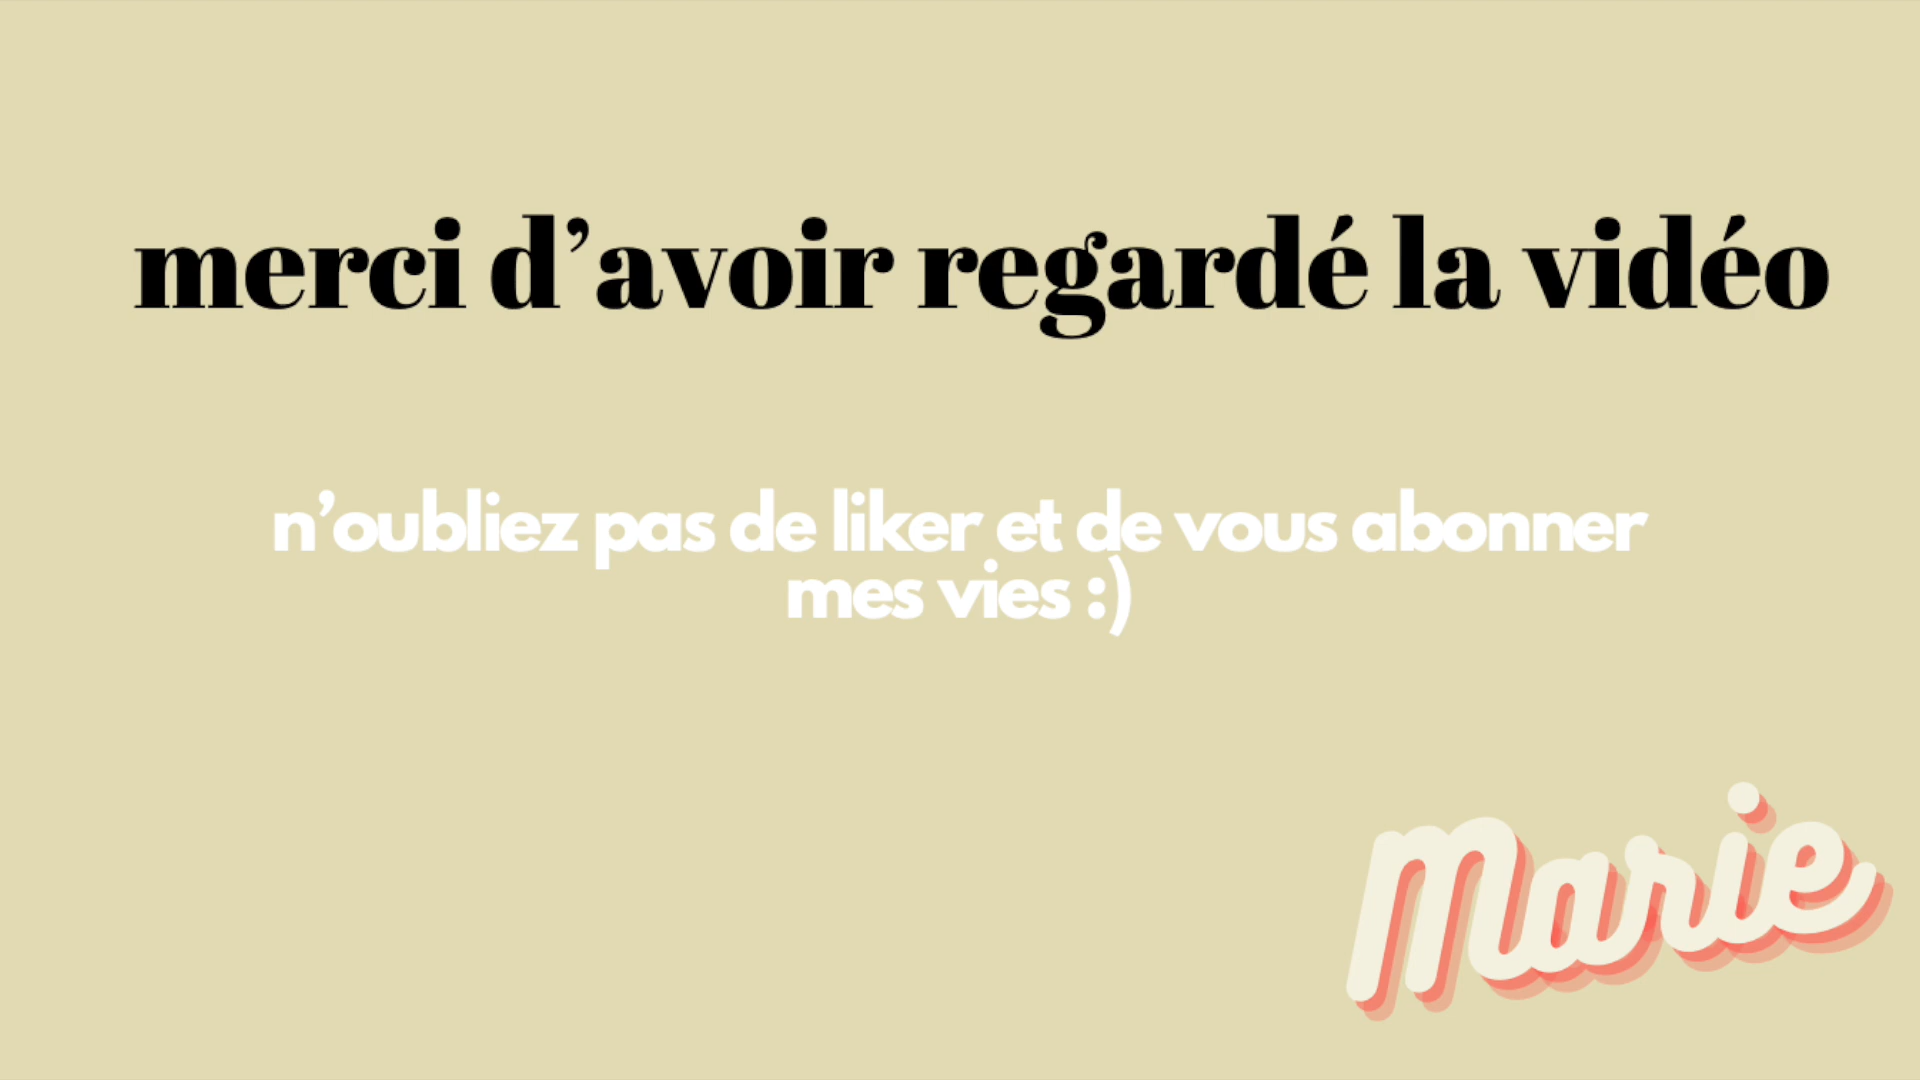 merci d’avoir regardé la vidéo
n’oubliez pas de liker et de vous abonner
mes vies :)
Marie